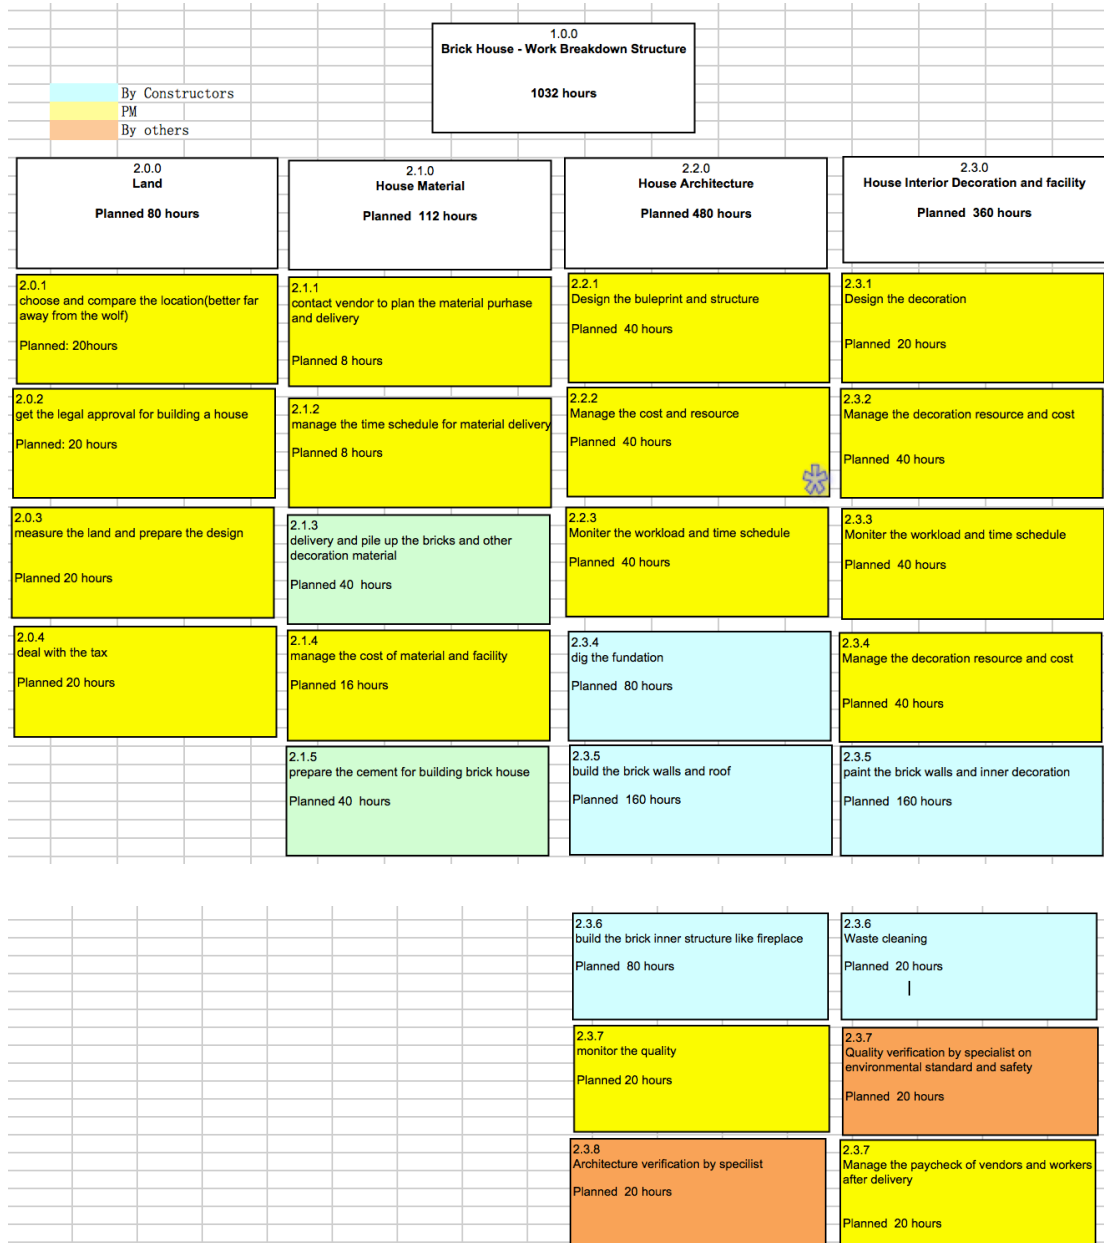 1.0.0
Brick House - Work Breakdown Structure
1032 hours
By Constructors
PM
By others
2.0.0
Land
Planned 80 hours
2.1.0
House Material
Planned 112 hours
2.2.0
House Architecture
Planned 480 hours
2.3.0
House Interior Decoration and facility
Planned 360 hours
2.0.1
choose and compare the location(better far
away from the wolf)
Planned: 20hours
2.1.1
contact vendor to plan the material purhase
and delivery
Planned 8 hours
2.2.1
Design the buleprint and structure
Planned 40 hours
2.3.1
Design the decoration
Planned 20 hours
2.0.2
get the legal approval for building a house
Planned: 20 hours
2.1.2
manage the time schedule for material delivery
Planned 8 hours
2.2.2
Manage the cost and resource
Planned 40 hours
2.3.2
Manage the decoration resource and cost
Planned 40 hours
2.0.3
measure the land and prepare the design
Planned 20 hours
2.1.3
delivery and pile up the bricks and other
decoration material
Planned 40 hours
2.2.3
Moniter the workload and time schedule
Planned 40 hours
2.3.3
Moniter the workload and time schedule
Planned 40 hours
2.0.4
deal with the tax
Planned 20 hours
2.1.4
manage the cost of material and facility
Planned 16 hours
2.3.4
dig the fundation
Planned 80 hours
2.3.4
Manage the decoration resource and cost
Planned 40 hours
2.1.5
prepare the cement for building brick house
Planned 40 hours
2.3.5
build the brick walls and roof
Planned 160 hours
2.3.5
paint the brick walls and inner decoration
Planned 160 hours
2.3.6
build the brick inner structure like fireplace
Planned 80 hours
2.3.6
Waste cleaning
Planned 20 hours
2.3.7
monitor the quality
Planned 20 hours
2.3.7
Quality verification by specialist on
environmental standard and safety
Planned 20 hours
2.3.8
Architecture verification by specilist
Planned 20 hours
2.3.7
Manage the paycheck of vendors and workers
after delivery
Planned 20 hours